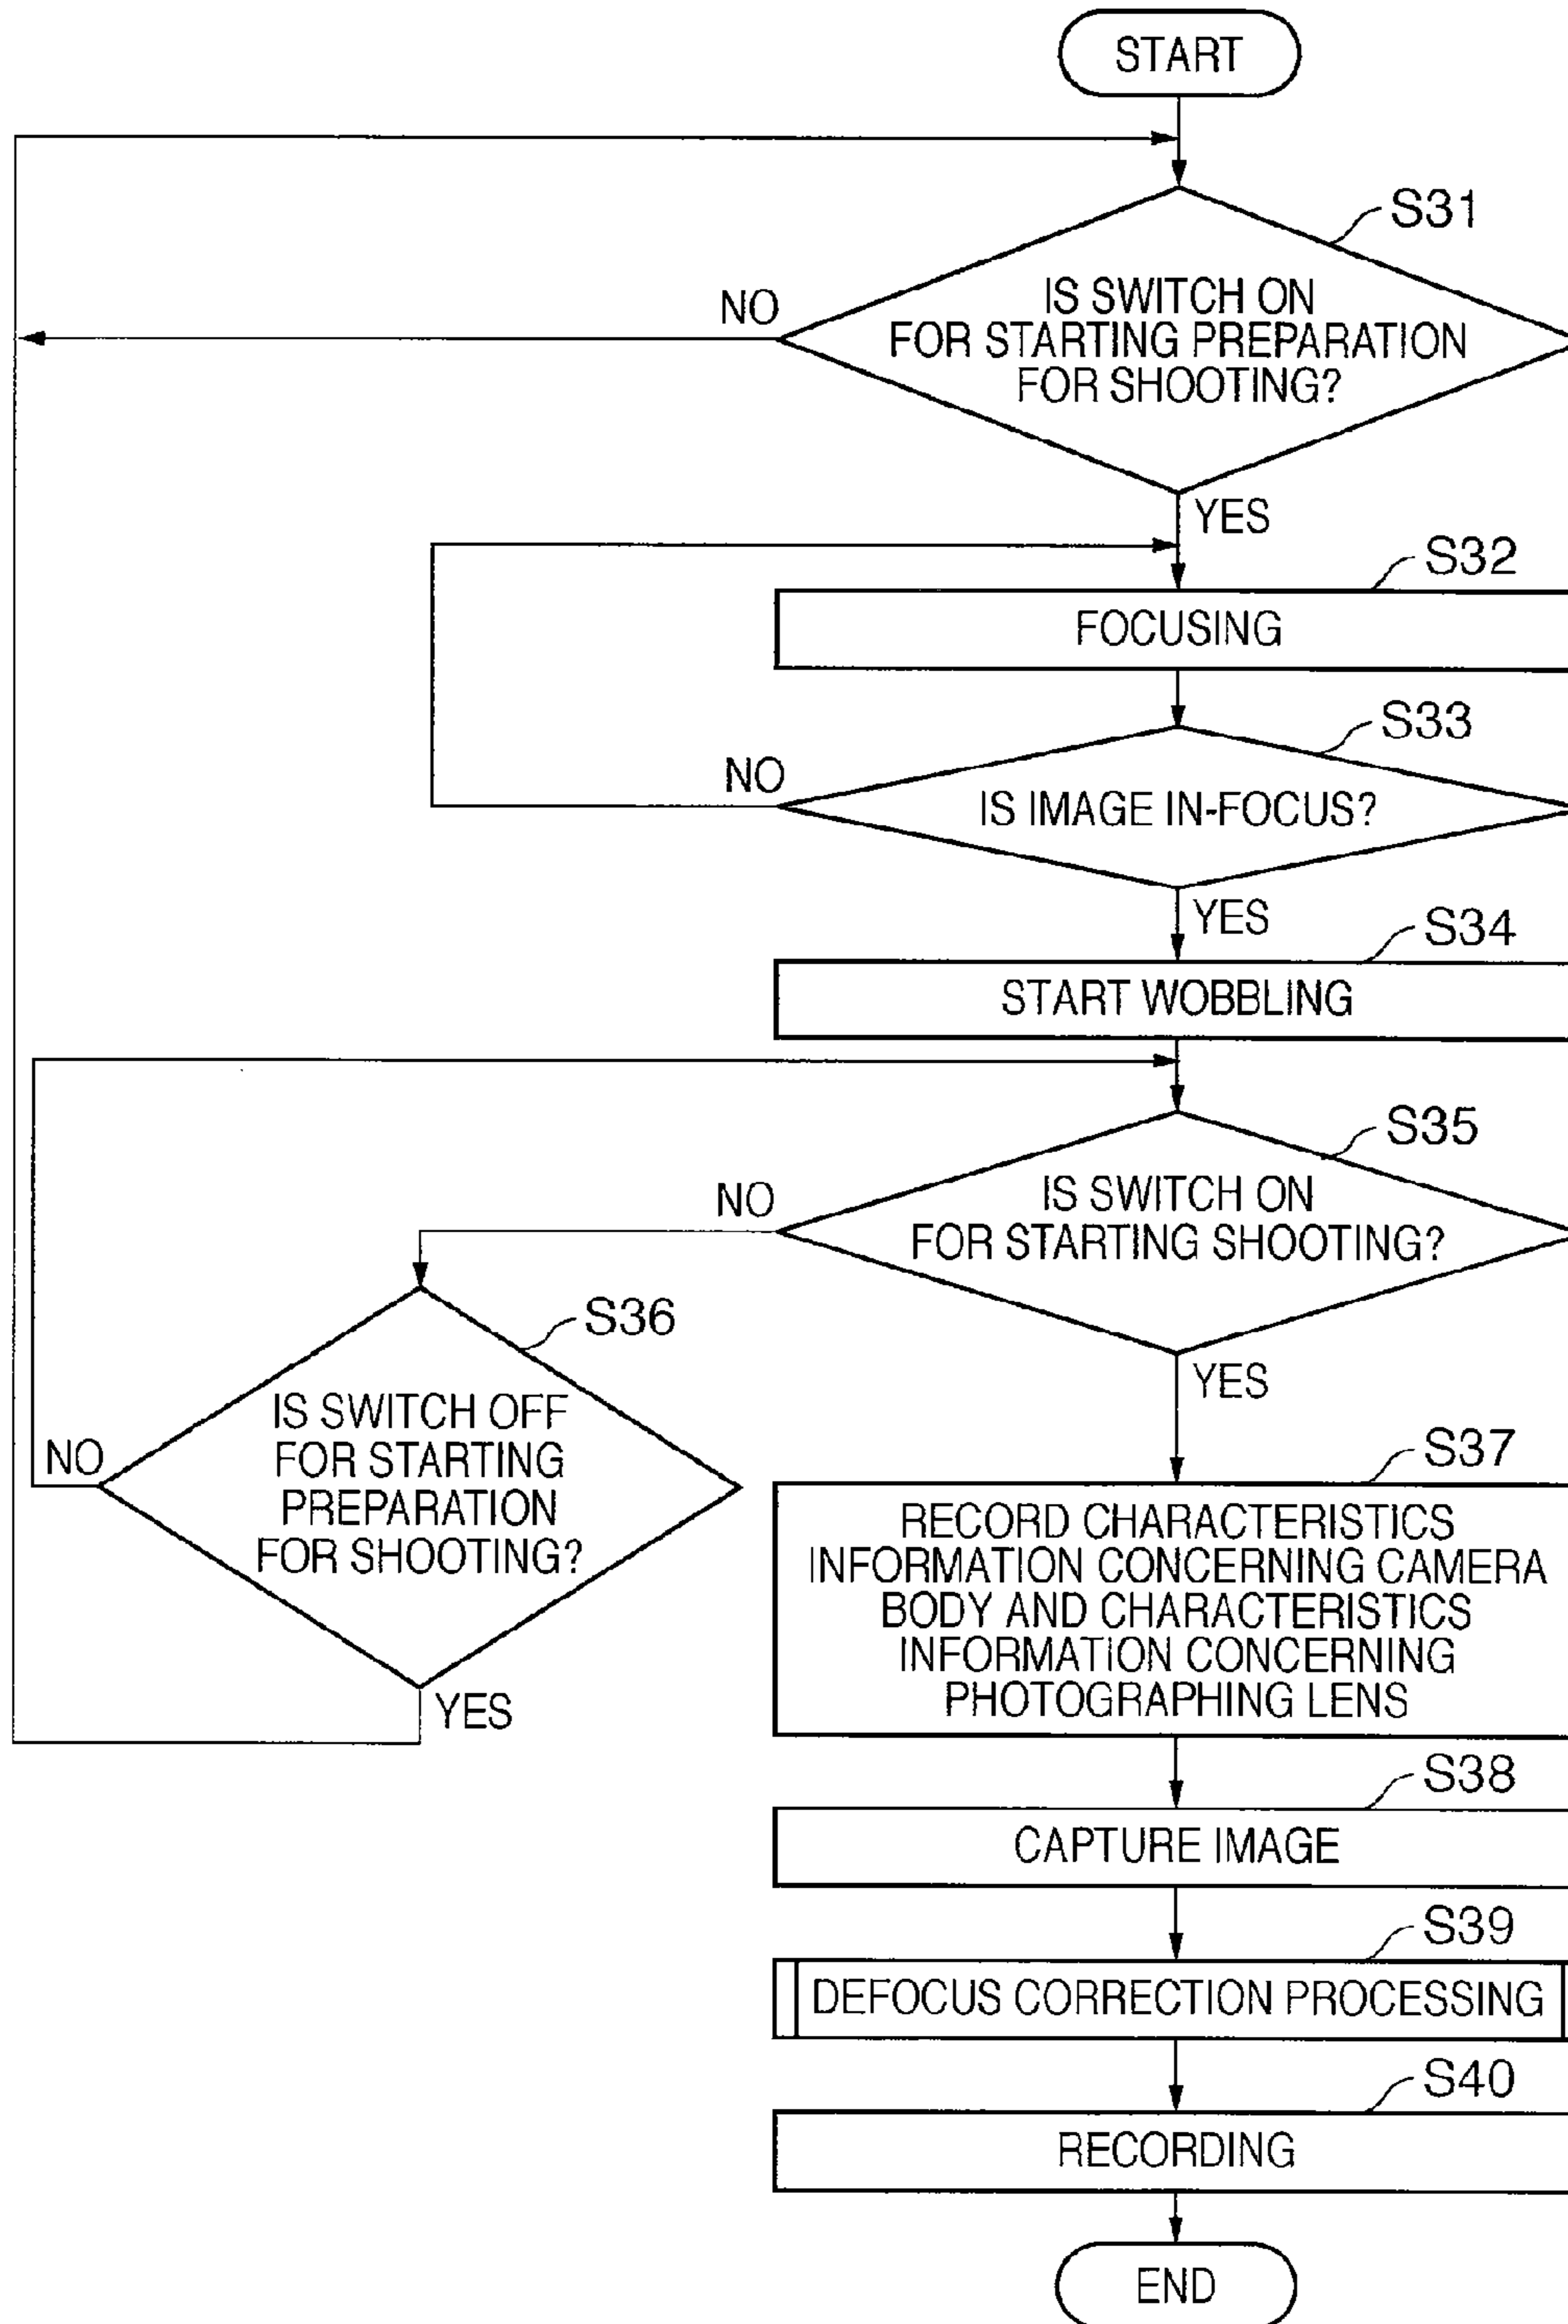 START
S31
IS SWITCH ON
FOR STARTING PREPARATION
FOR SHOOTING?
NO
YES
S32
FOCUSING
S33
IS IMAGE IN-FOCUS?
NO
YES
S34
START WOBBLING
S35
IS SWITCH ON
FOR STARTING SHOOTING?
NO
YES
S36
IS SWITCH OFF
FOR STARTING
PREPARATION
FOR SHOOTING?
NO
YES
S37
RECORD CHARACTERISTICS
INFORMATION CONCERNING CAMERA
BODY AND CHARACTERISTICS
INFORMATION CONCERNING
PHOTOGRAPHING LENS
S38
CAPTURE IMAGE
S39
DEFOCUS CORRECTION PROCESSING
S40
RECORDING
END